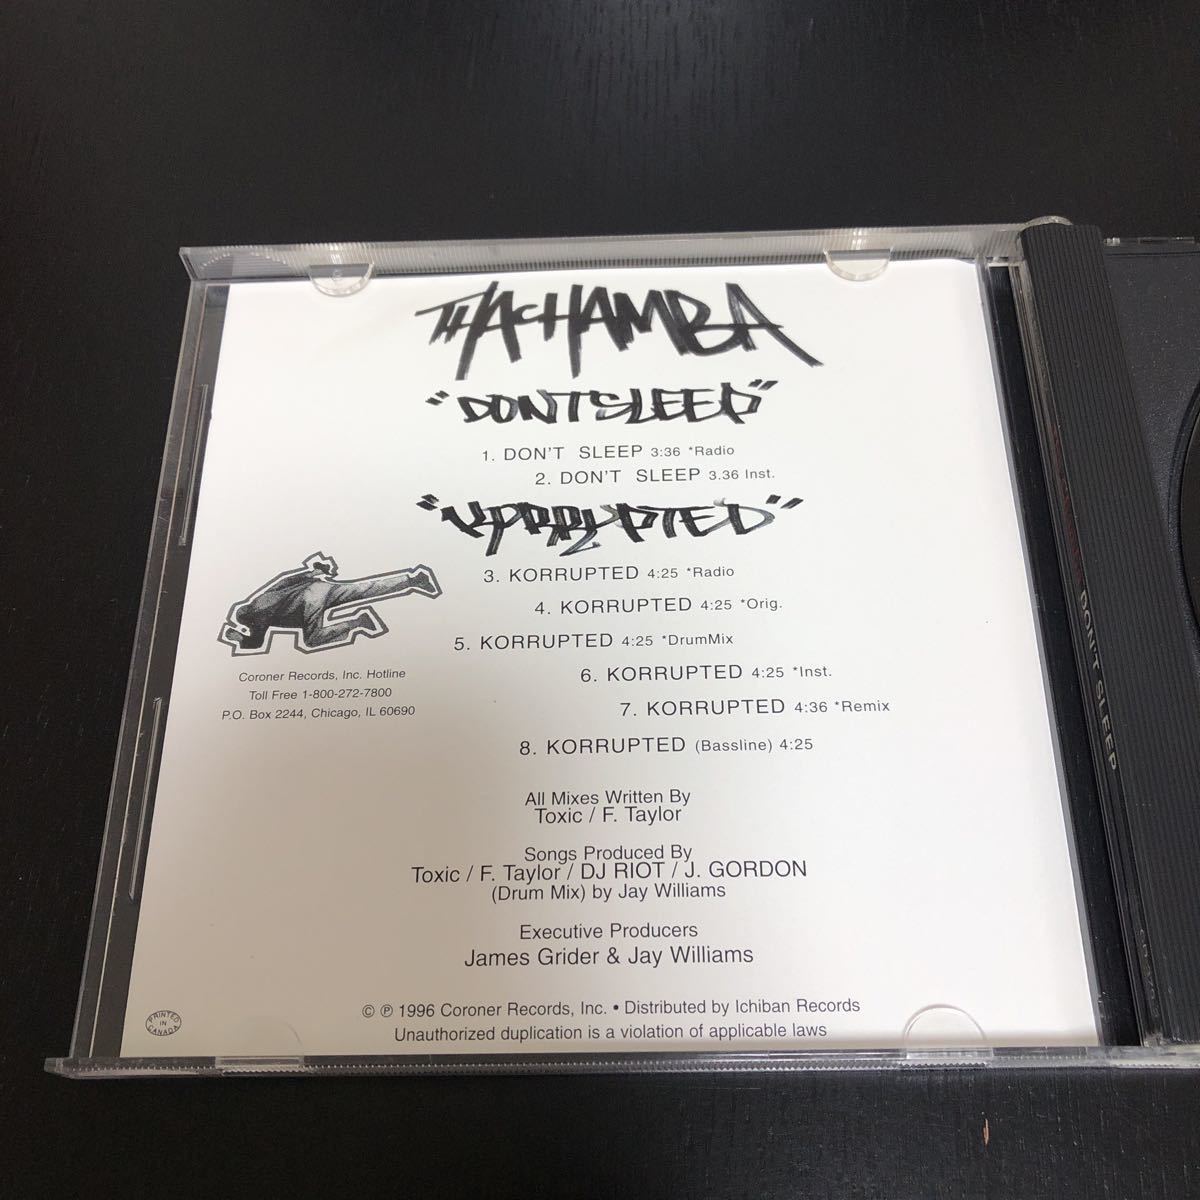 THA CHAMBA
"DONT SLEEP"
1. DON'T SLEEP 3:36 *Radio
2. DON'T SLEEP 3.36 Inst.
"KORRUPTED"
3. KORRUPTED 4:25 *Radio
4. KORRUPTED 4:25 *Orig.
5. KORRUPTED 4:25 *DrumMix
6. KORRUPTED 4:25 *Inst.
7. KORRUPTED 4:36 *Remix
8. KORRUPTED (Bassline) 4:25
Coroner Records, Inc. Hotline
Toll Free 1-800-272-7800
P.O. Box 2244, Chicago, IL 60690
All Mixes Written By
Toxic / F. Taylor
Songs Produced By
Toxic / F. Taylor / DJ RIOT / J. GORDON
(Drum Mix) by Jay Williams
Executive Producers
James Grider & Jay Williams
© ℗ 1996 Coroner Records, Inc. • Distributed by Ichiban Records
Unauthorized duplication is a violation of applicable laws
PRINTED
IN
CANADA
DON'T SLEEP